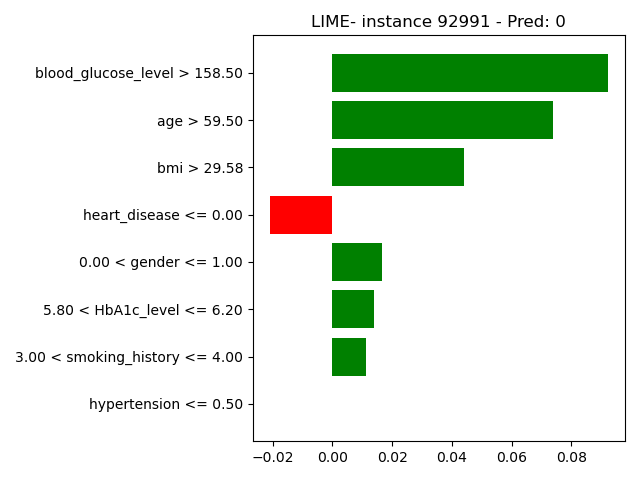 LIME- instance 92991 - Pred: 0
blood_glucose_level > 158.50
age > 59.50
bmi > 29.58
heart_disease <= 0.00
0.00 < gender <= 1.00
5.80 < HbA1c_level <= 6.20
3.00 < smoking_history <= 4.00
hypertension <= 0.50
−0.02 0.00 0.02 0.04 0.06 0.08